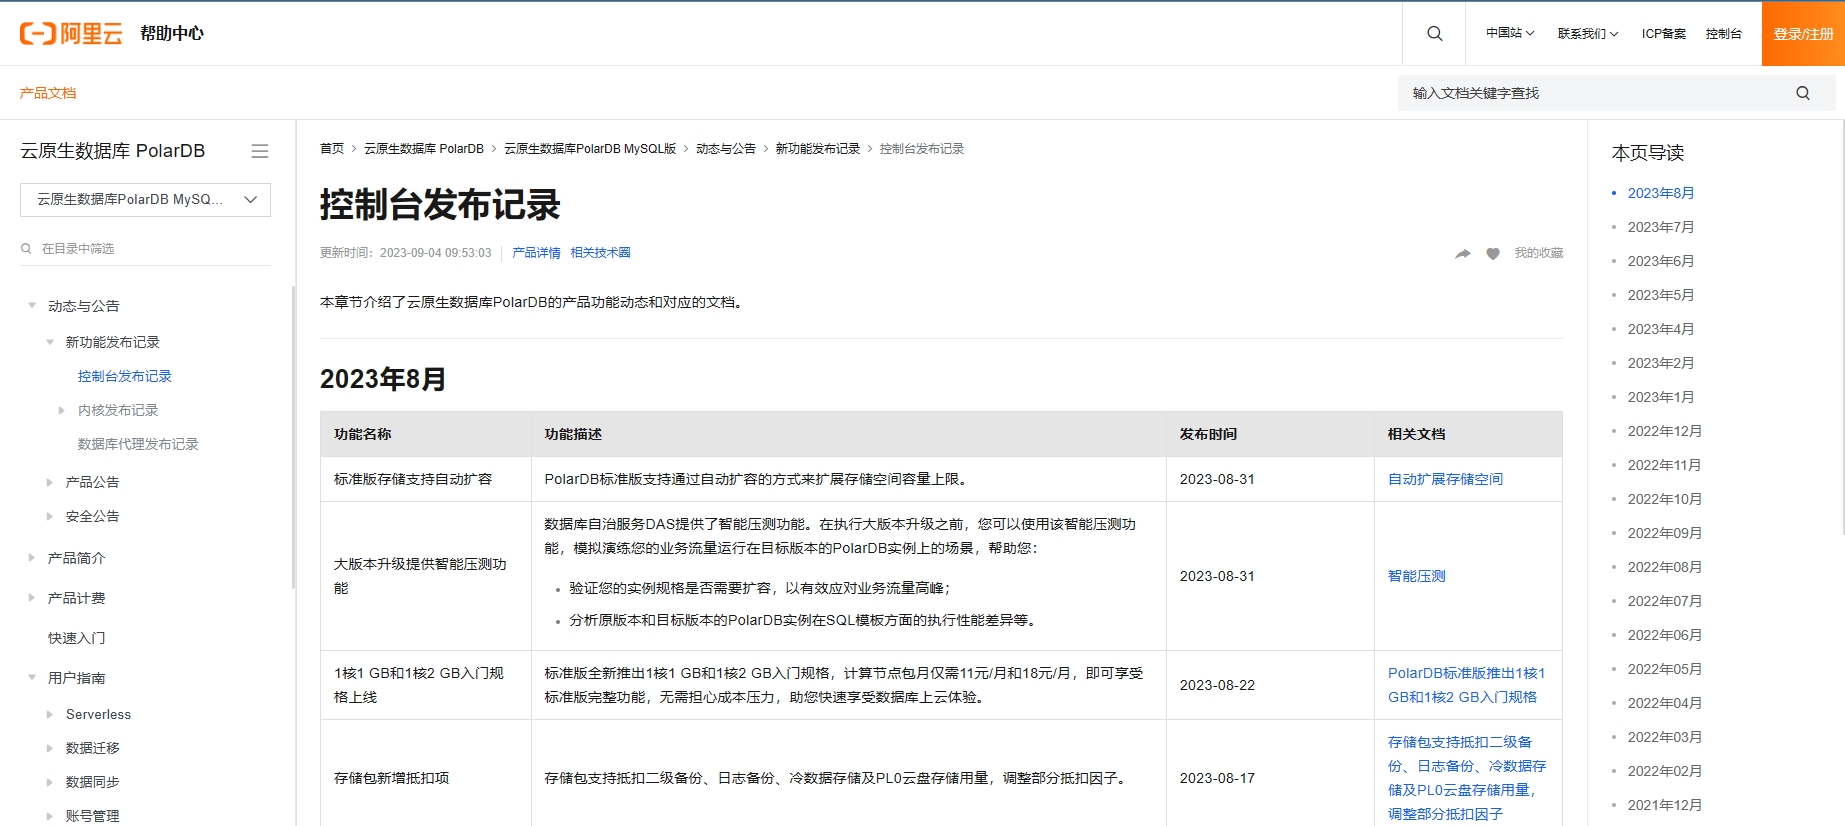 阿里云 帮助中心
中国站 联系我们 ICP备案 控制台 登录/注册
产品文档
输入文档关键字查找
云原生数据库 PolarDB
云原生数据库PolarDB MySQ...
在目录中筛选
动态与公告
新功能发布记录
控制台发布记录
内核发布记录
数据库代理发布记录
产品公告
安全公告
产品简介
产品计费
快速入门
用户指南
Serverless
数据迁移
数据同步
账号管理
首页 > 云原生数据库 PolarDB > 云原生数据库PolarDB MySQL版 > 动态与公告 > 新功能发布记录 > 控制台发布记录
控制台发布记录
更新时间：2023-09-04 09:53:03 产品详情 相关技术圈
我的收藏
本章节介绍了云原生数据库PolarDB的产品功能动态和对应的文档。
2023年8月
功能名称 功能描述 发布时间 相关文档
标准版存储支持自动扩容 PolarDB标准版支持通过自动扩容的方式来扩展存储空间容量上限。 2023-08-31 自动扩展存储空间
大版本升级提供智能压测功
能
数据库自治服务DAS提供了智能压测功能。在执行大版本升级之前，您可以使用该智能压测功
能，模拟演练您的业务流量运行在目标版本的PolarDB实例上的场景，帮助您：
• 验证您的实例规格是否需要扩容，以有效应对业务流量高峰；
• 分析原版本和目标版本的PolarDB实例在SQL模板方面的执行性能差异等。
2023-08-31
智能压测
1核1 GB和1核2 GB入门规
格上线
标准版全新推出1核1 GB和1核2 GB入门规格，计算节点包月仅需11元/月和18元/月，即可享受
标准版完整功能，无需担心成本压力，助您快速享受数据库上云体验。
2023-08-22
PolarDB标准版推出1核1
GB和1核2 GB入门规格
存储包新增抵扣项
存储包支持抵扣二级备份、日志备份、冷数据存储及PL0云盘存储用量，调整部分抵扣因子。
2023-08-17
存储包支持抵扣二级备
份、日志备份、冷数据存
储及PL0云盘存储用量，
调整部分抵扣因子
本页导读
2023年8月
2023年7月
2023年6月
2023年5月
2023年4月
2023年2月
2023年1月
2022年12月
2022年11月
2022年10月
2022年09月
2022年08月
2022年07月
2022年06月
2022年05月
2022年04月
2022年03月
2022年02月
2021年12月